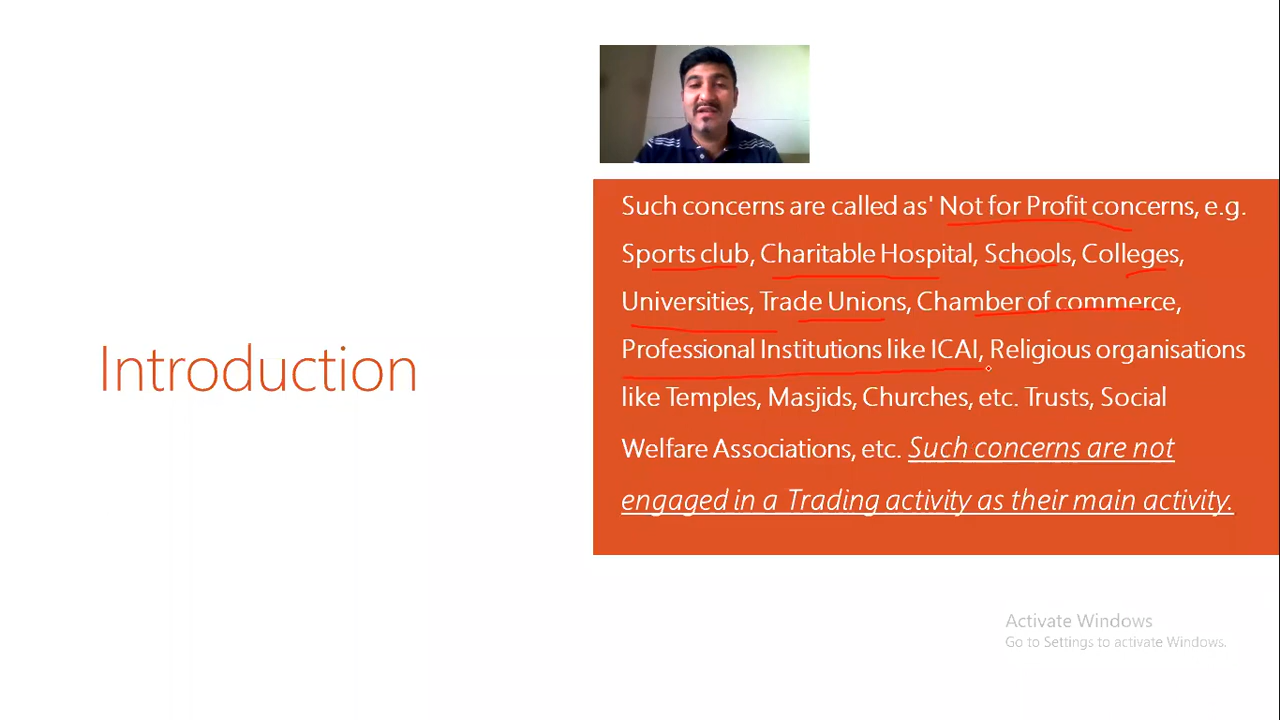 Introduction
Such concerns are called as' Not for Profit concerns, e.g.
Sports club, Charitable Hospital, Schools, Colleges,
Universities, Trade Unions, Chamber of commerce,
Professional Institutions like ICAI, Religious organisations
like Temples, Masjids, Churches, etc. Trusts, Social
Welfare Associations, etc. Such concerns are not
engaged in a Trading activity as their main activity.
Activate Windows
Go to Settings to activate Windows.